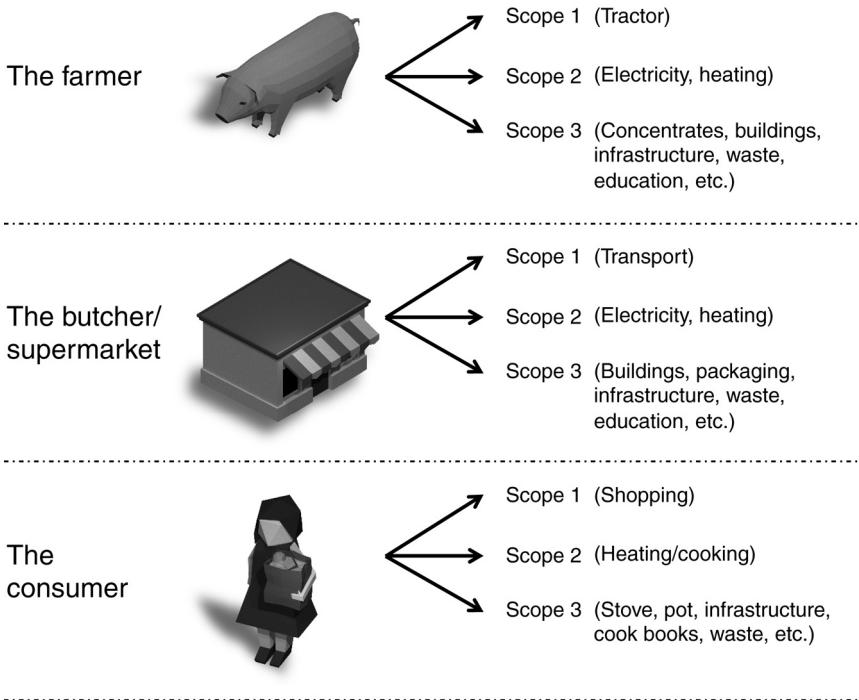 The farmer
Scope 1 (Tractor)
Scope 2 (Electricity, heating)
Scope 3 (Concentrates, buildings,
infrastructure, waste,
education, etc.)
The butcher/
supermarket
Scope 1 (Transport)
Scope 2 (Electricity, heating)
Scope 3 (Buildings, packaging,
infrastructure, waste,
education, etc.)
The
consumer
Scope 1 (Shopping)
Scope 2 (Heating/cooking)
Scope 3 (Stove, pot, infrastructure,
cook books, waste, etc.)